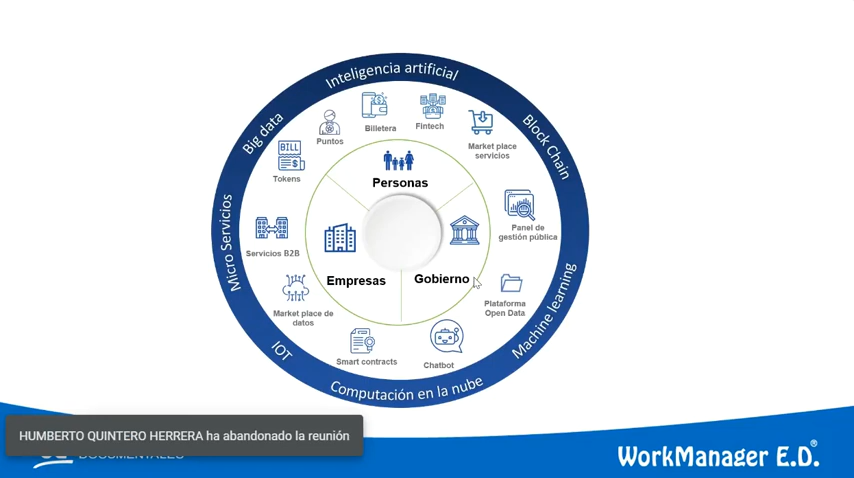 Inteligencia artificial
Big data
Block Chain
Micro Servicios
Machine learning
IOT
Computación en la nube
Puntos
Billetera
Fintech
Market place
servicios
BILL
Tokens
Panel de
gestión pública
Servicios B2B
Plataforma
Open Data
Market place de
datos
Smart contracts
Chatbot
Personas
Empresas
Gobierno
HUMBERTO QUINTERO HERRERA ha abandonado la reunión
DOCUMENTALES
WorkManager E.D.®